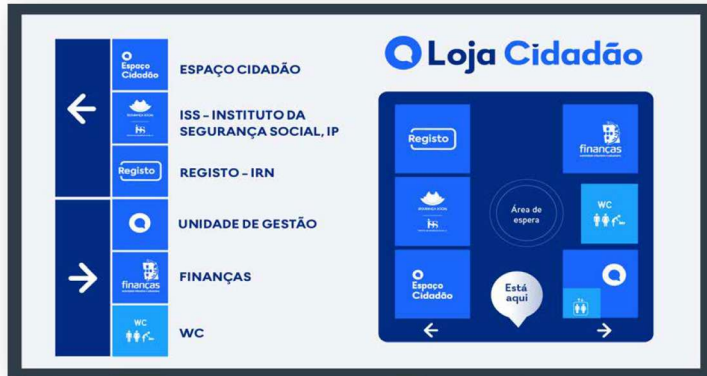 Espaço
Cidadão
ESPAÇO CIDADÃO
ISS - INSTITUTO DA
SEGURANÇA SOCIAL, IP
Registo
REGISTO - IRN
UNIDADE DE GESTÃO
finanças
FINANÇAS
WC
WC
Loja Cidadão
Registo
finanças
Área de
espera
WC
Espaço
Cidadão
Está
aqui